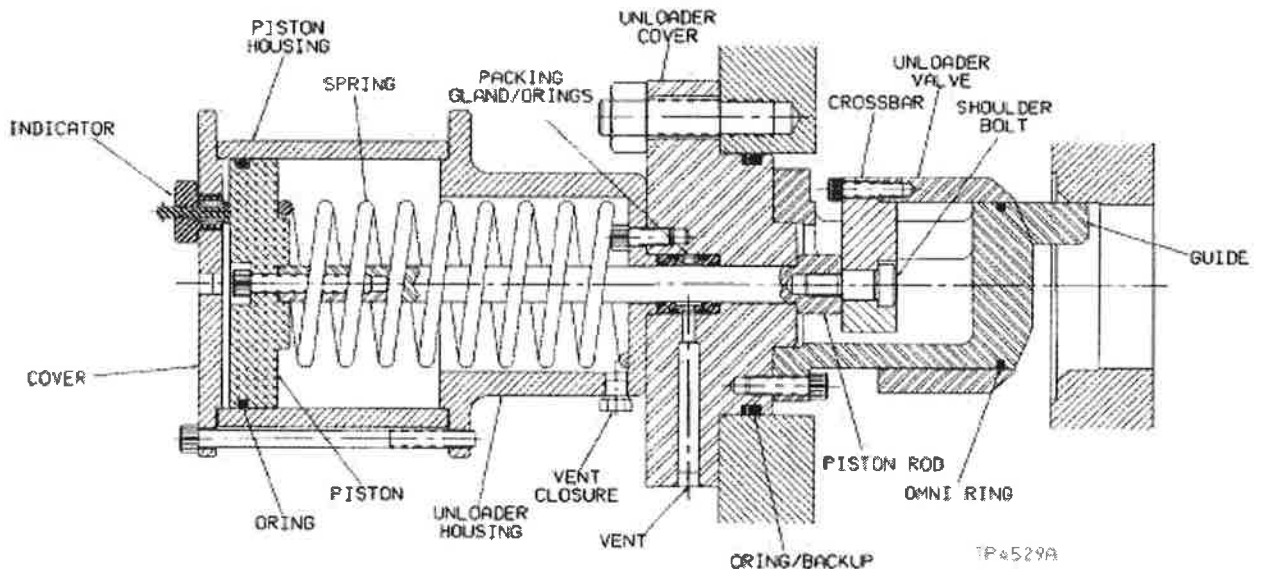 UNLOADER
COVER
PISTON
HOUSING
UNLOADER
VALVE
PACKING
GLAND/ORINGS
SPRING
CROSSBAR
SHOULDER
BOLT
INDICATOR
GUIDE
COVER
PISTON ROD
VENT
CLOSURE
PISTON
OMNI RING
UNLOADER
HOUSING
ORING
VENT
ORING/BACKUP
TP4529A